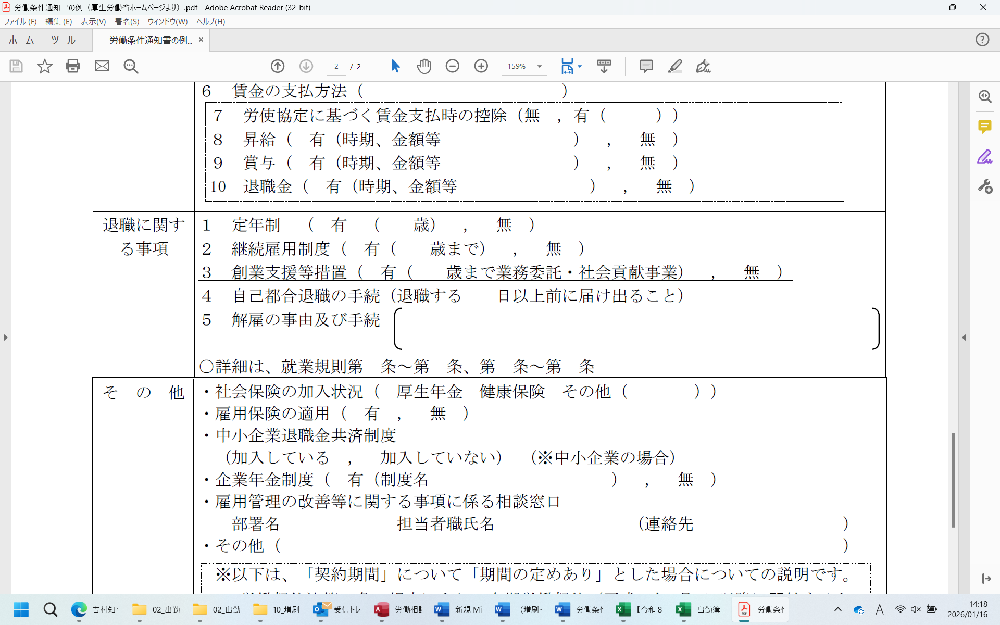 労働条件通知書の例（厚生労働省ホームページより）.pdf - Adobe Acrobat Reader (32-bit)
ファイル(F) 編集(E) 表示(V) 署名(S) ウィンドウ(W) ヘルプ(H)
ホーム ツール 労働条件通知書の例... ×
2 / 2 159%
6 賃金の支払方法（ ）
7 労使協定に基づく賃金支払時の控除（無 , 有（ ））
8 昇給（ 有（時期、金額等 ） , 無 ）
9 賞与（ 有（時期、金額等 ） , 無 ）
10 退職金（ 有（時期、金額等 ） , 無 ）
退職に関す
る事項
1 定年制 （ 有 （ 歳） , 無 ）
2 継続雇用制度（ 有（ 歳まで） , 無 ）
3 創業支援等措置（ 有（ 歳まで業務委託・社会貢献事業） , 無 ）
4 自己都合退職の手続（退職する 日以上前に届け出ること）
5 解雇の事由及び手続
○詳細は、就業規則第 条～第 条、第 条～第 条
そ の 他
・社会保険の加入状況（ 厚生年金 健康保険 その他（ ））
・雇用保険の適用（ 有 , 無 ）
・中小企業退職金共済制度
（加入している , 加入していない） （※中小企業の場合）
・企業年金制度（ 有（制度名 ） , 無 ）
・雇用管理の改善等に関する事項に係る相談窓口
部署名 担当者職氏名 （連絡先 ）
・その他（ ）
※以下は、「契約期間」について「期間の定めあり」とした場合についての説明です。
吉村知事 02_出勤 02_出勤 10_増刷 受信トレ 労働相談 新規 Mi （増刷・ 労働条件 【令和 8 出勤簿 労働条件
A 14:18
2026/01/16